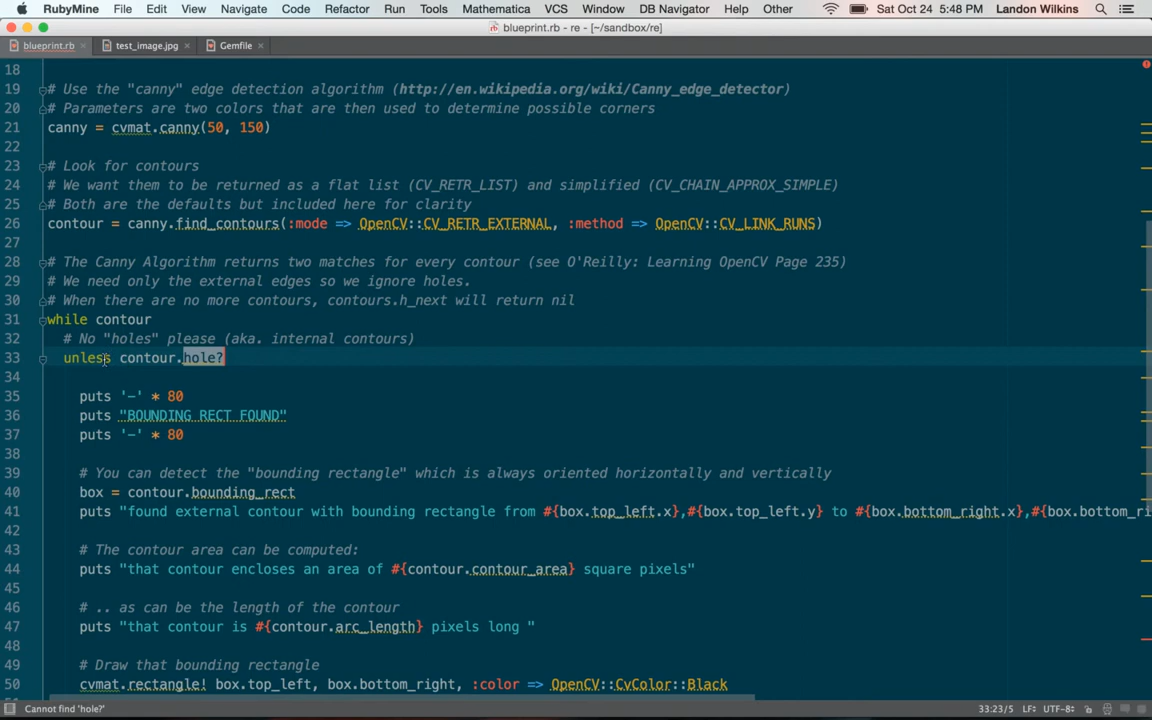 RubyMine File Edit View Navigate Code Refactor Run Tools Mathematica VCS Window DB Navigator Help Other Sat Oct 24 5:48 PM Landon Wilkins
blueprint.rb - re - [~/sandbox/re]
blueprint.rb test_image.jpg Gemfile
18
19 # Use the "canny" edge detection algorithm (http://en.wikipedia.org/wiki/Canny_edge_detector)
20 # Parameters are two colors that are then used to determine possible corners
21 canny = cvmat.canny(50, 150)
22
23 # Look for contours
24 # We want them to be returned as a flat list (CV_RETR_LIST) and simplified (CV_CHAIN_APPROX_SIMPLE)
25 # Both are the defaults but included here for clarity
26 contour = canny.find_contours(:mode => OpenCV::CV_RETR_EXTERNAL, :method => OpenCV::CV_LINK_RUNS)
27
28 # The Canny Algorithm returns two matches for every contour (see O'Reilly: Learning OpenCV Page 235)
29 # We need only the external edges so we ignore holes.
30 # When there are no more contours, contours.h_next will return nil
31 while contour
32 # No "holes" please (aka. internal contours)
33 unless contour.hole?
34
35 puts '-' * 80
36 puts "BOUNDING RECT FOUND"
37 puts '-' * 80
38
39 # You can detect the "bounding rectangle" which is always oriented horizontally and vertically
40 box = contour.bounding_rect
41 puts "found external contour with bounding rectangle from #{box.top_left.x},#{box.top_left.y} to #{box.bottom_right.x},#{box.bottom_ri
42
43 # The contour area can be computed:
44 puts "that contour encloses an area of #{contour.contour_area} square pixels"
45
46 # .. as can be the length of the contour
47 puts "that contour is #{contour.arc_length} pixels long "
48
49 # Draw that bounding rectangle
50 cvmat.rectangle! box.top_left, box.bottom_right, :color => OpenCV::CvColor::Black
Cannot find 'hole?' 33:23/5 LF÷ UTF-8÷